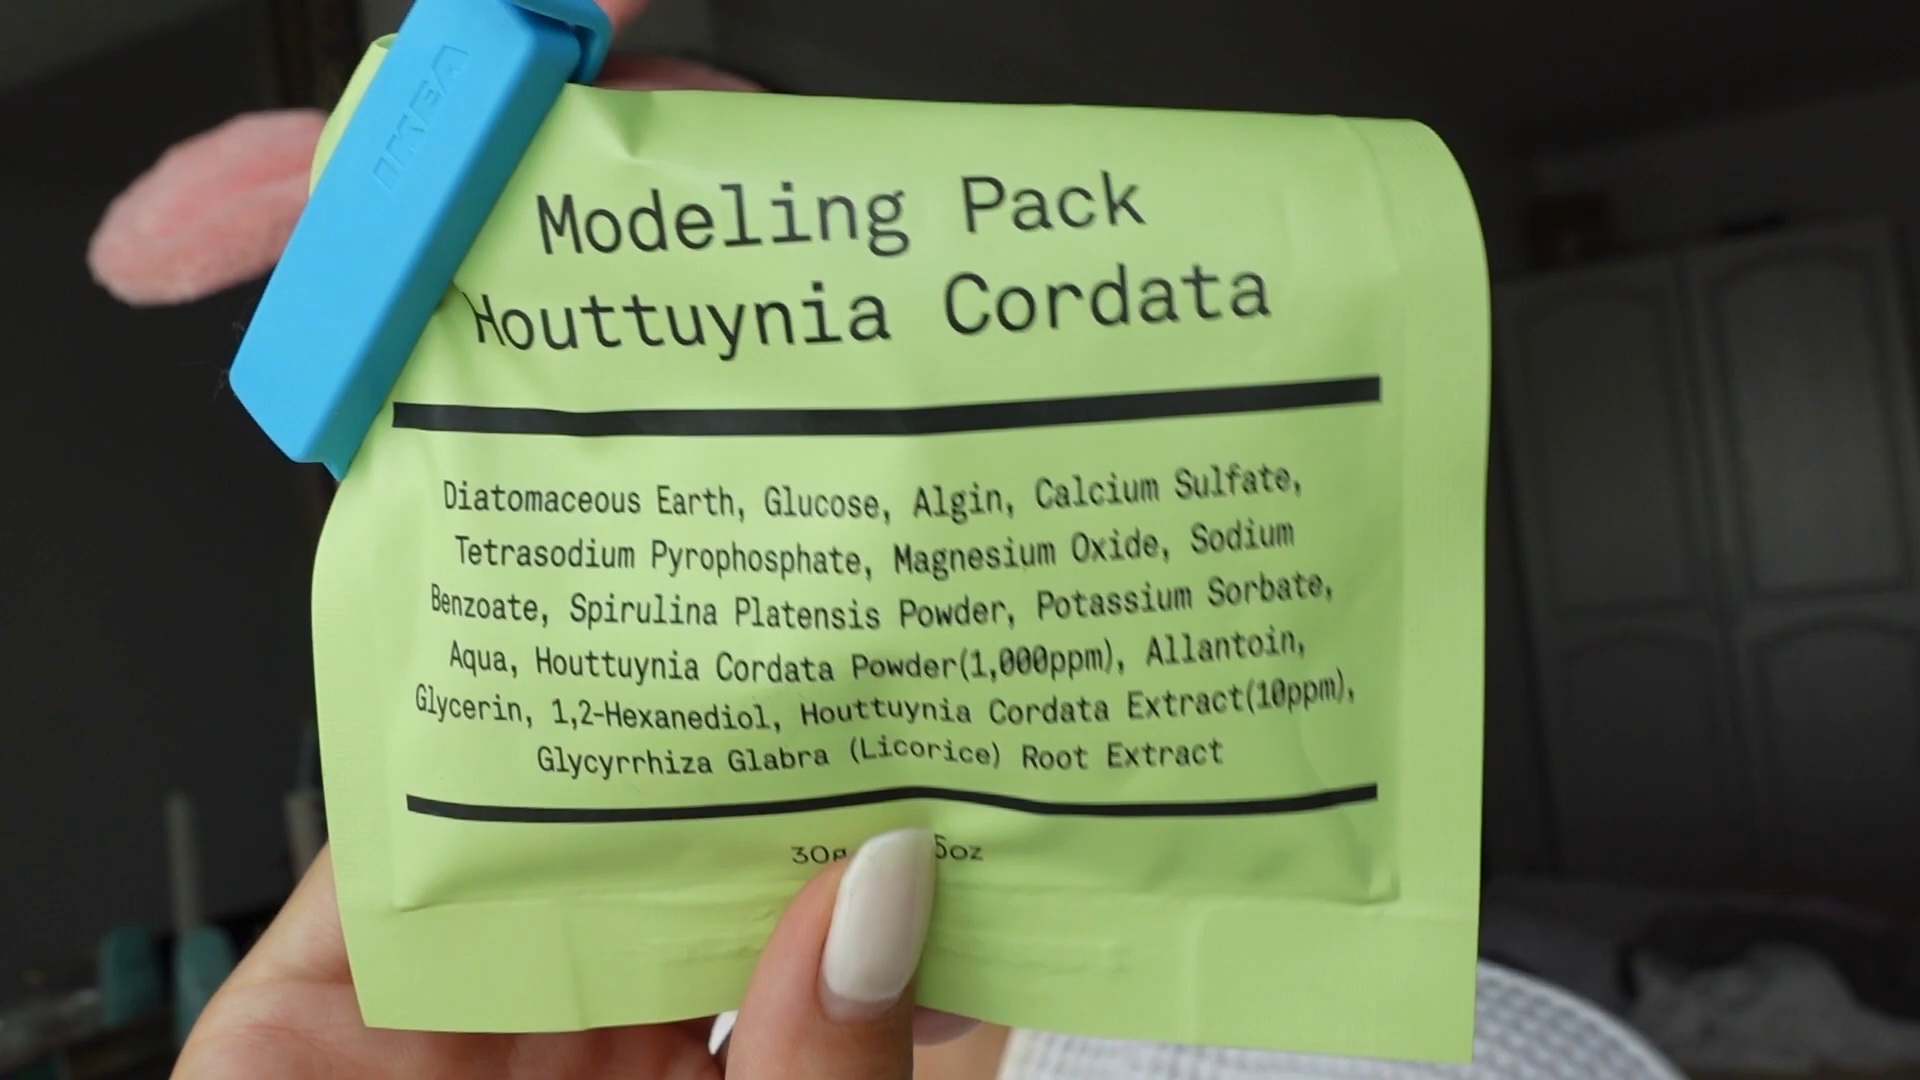 IKEA
Modeling Pack
Houttuynia Cordata
Diatomaceous Earth, Glucose, Algin, Calcium Sulfate,
Tetrasodium Pyrophosphate, Magnesium Oxide, Sodium
Benzoate, Spirulina Platensis Powder, Potassium Sorbate,
Aqua, Houttuynia Cordata Powder(1,000ppm), Allantoin,
Glycerin, 1,2-Hexanediol, Houttuynia Cordata Extract(10ppm),
Glycyrrhiza Glabra (Licorice) Root Extract
30g 5oz